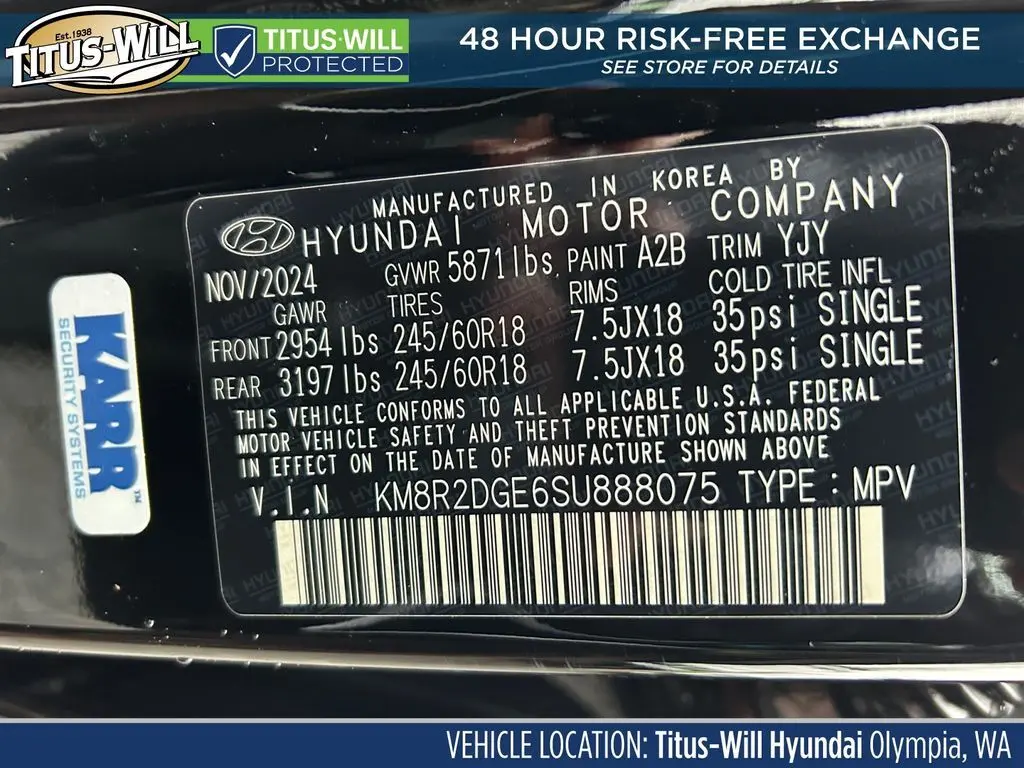 Est. 1938
TITUS-WILL
TITUS-WILL
PROTECTED
48 HOUR RISK-FREE EXCHANGE
SEE STORE FOR DETAILS
MANUFACTURED IN KOREA BY
HYUNDAI MOTOR COMPANY
NOV/2024 GVWR 5871lbs, PAINT A2B TRIM YJY
GAWR TIRES RIMS COLD TIRE INFL
FRONT 2954 lbs 245/60R18 7.5JX18 35psi SINGLE
REAR 3197 lbs 245/60R18 7.5JX18 35psi SINGLE
THIS VEHICLE CONFORMS TO ALL APPLICABLE U.S.A. FEDERAL
MOTOR VEHICLE SAFETY AND THEFT PREVENTION STANDARDS
IN EFFECT ON THE DATE OF MANUFACTURE SHOWN ABOVE
V.I.N KM8R2DGE6SU888075 TYPE : MPV
KARR
SECURITY SYSTEMS
VEHICLE LOCATION: Titus-Will Hyundai Olympia, WA